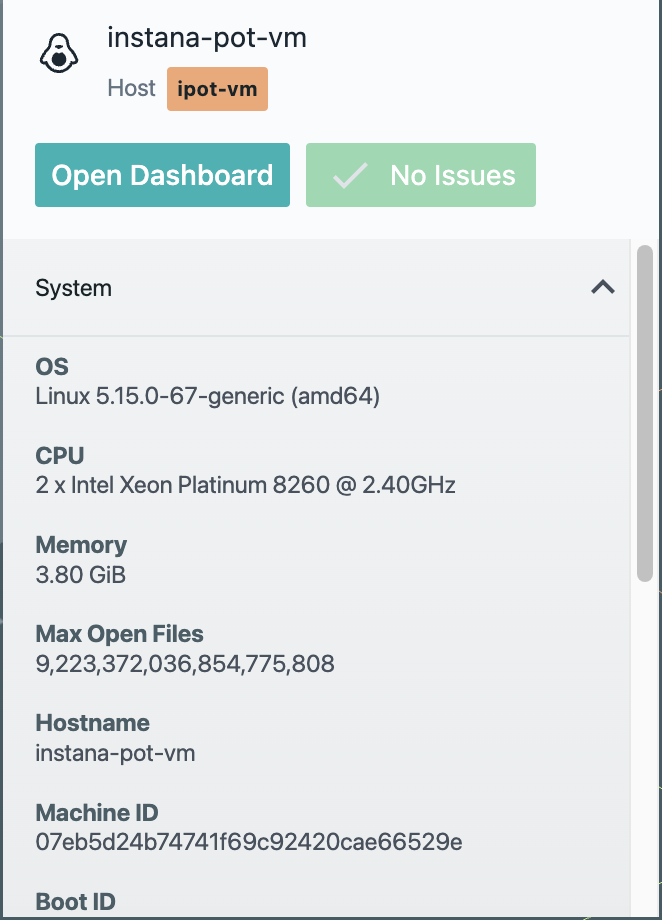 instana-pot-vm
Host ipot-vm
Open Dashboard No Issues
System
OS
Linux 5.15.0-67-generic (amd64)
CPU
2 x Intel Xeon Platinum 8260 @ 2.40GHz
Memory
3.80 GiB
Max Open Files
9,223,372,036,854,775,808
Hostname
instana-pot-vm
Machine ID
07eb5d24b74741f69c92420cae66529e
Boot ID